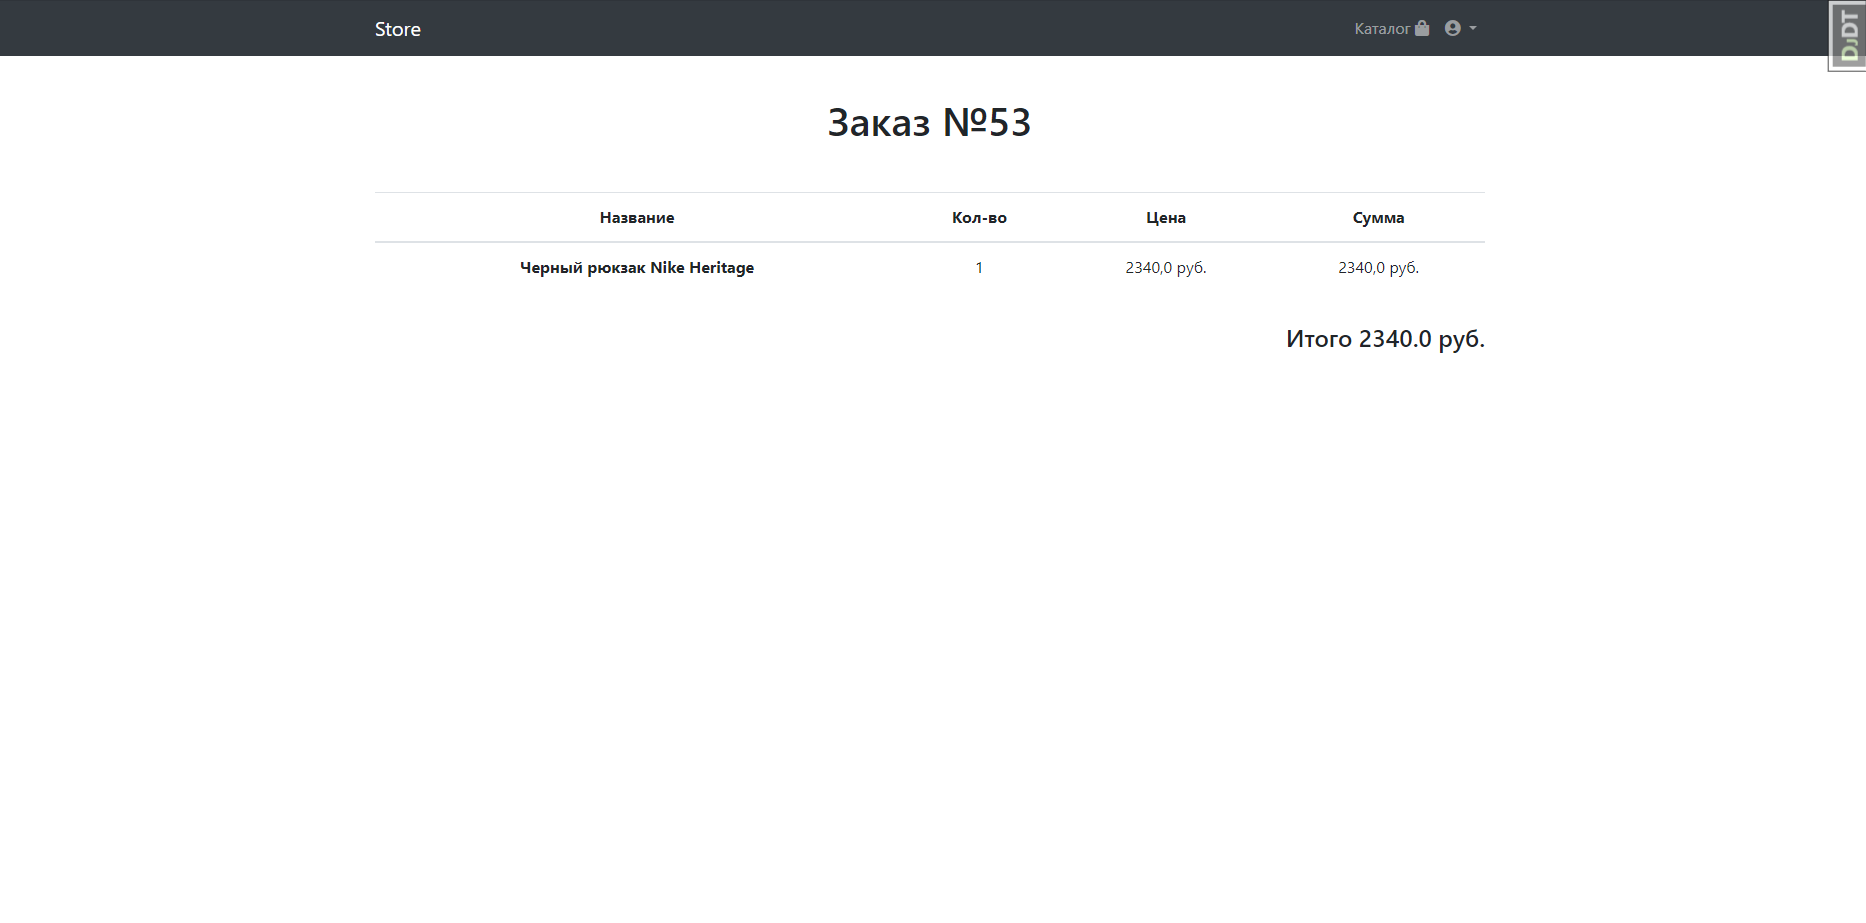 Store
Каталог
DjDT
Заказ №53
Название Кол-во Цена Сумма
Черный рюкзак Nike Heritage 1 2340,0 руб. 2340,0 руб.
Итого 2340.0 руб.